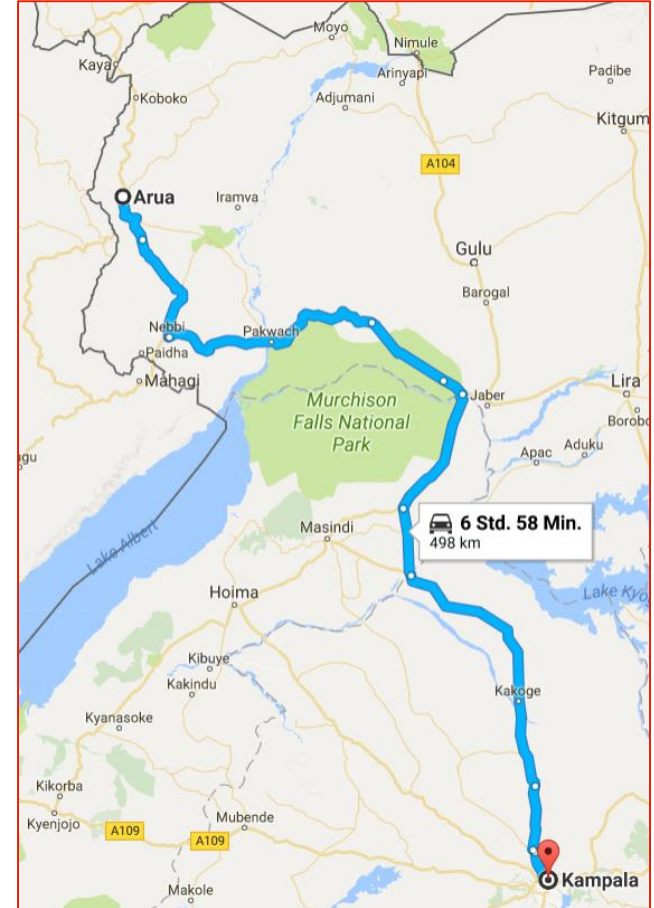 Moyo
Nimule
Kaya
Arinyapi
Padibe
Koboko
Adjumani
Kitgum
A104
Arua
Iramva
Gulu
Barogal
Nebbi
Pakwach
Paidha
Mahagi
Jaber
Lira
Murchison
Falls National
Park
Borobo
Aduku
Apac
gu
6 Std. 58 Min.
498 km
Masindi
Lake Albert
Lake Kyo
Hoima
Kibuye
Kakindu
Kakoge
Kyanasoke
Kikorba
Mubende
Kyenjojo
A109
A109
Kampala
Makole